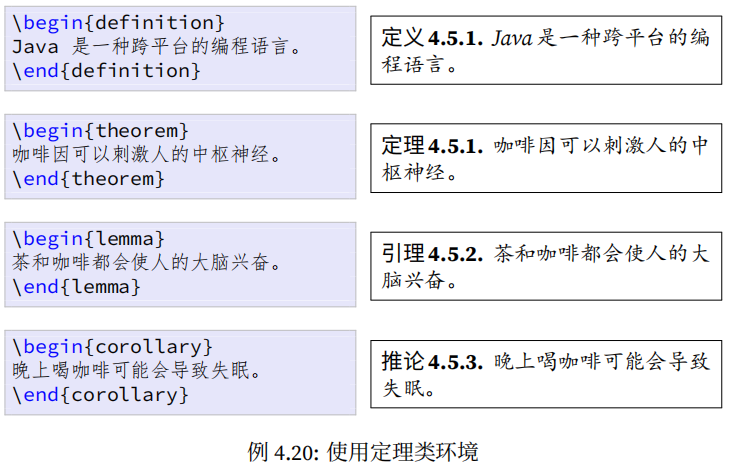 \begin{definition}
Java 是一种跨平台的编程语言。
\end{definition}
定义 4.5.1. Java 是一种跨平台的编
程语言。
\begin{theorem}
咖啡因可以刺激人的中枢神经。
\end{theorem}
定理 4.5.1. 咖啡因可以刺激人的中
枢神经。
\begin{lemma}
茶和咖啡都会使人的大脑兴奋。
\end{lemma}
引理 4.5.2. 茶和咖啡都会使人的大
脑兴奋。
\begin{corollary}
晚上喝咖啡可能会导致失眠。
\end{corollary}
推论 4.5.3. 晚上喝咖啡可能会导致
失眠。
例 4.20: 使用定理类环境